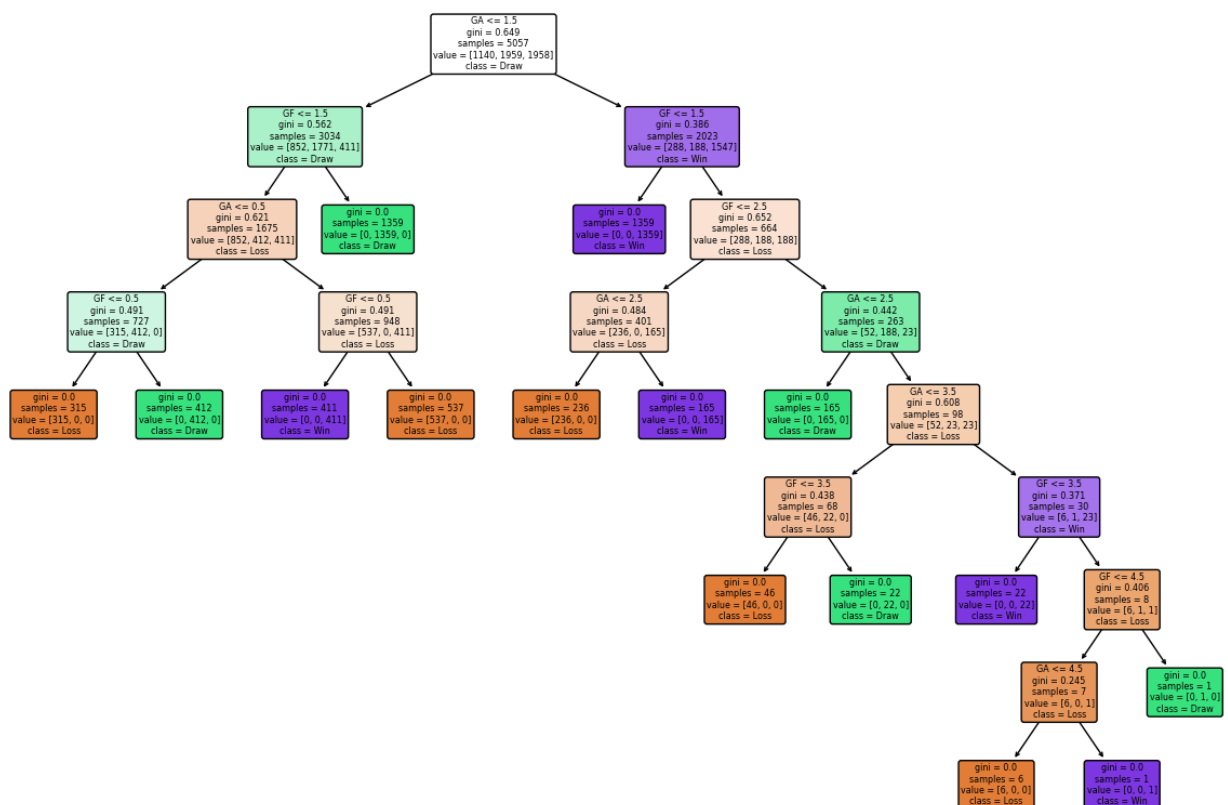 GA <= 1.5
gini = 0.649
samples = 5057
value = [1140, 1959, 1958]
class = Draw
GF <= 1.5
gini = 0.562
samples = 3034
value = [852, 1771, 411]
class = Draw
GF <= 1.5
gini = 0.386
samples = 2023
value = [288, 188, 1547]
class = Win
GA <= 0.5
gini = 0.621
samples = 1675
value = [852, 412, 411]
class = Loss
gini = 0.0
samples = 1359
value = [0, 1359, 0]
class = Draw
gini = 0.0
samples = 1359
value = [0, 0, 1359]
class = Win
GF <= 2.5
gini = 0.652
samples = 664
value = [288, 188, 188]
class = Loss
GF <= 0.5
gini = 0.491
samples = 727
value = [315, 412, 0]
class = Draw
GF <= 0.5
gini = 0.491
samples = 948
value = [537, 0, 411]
class = Loss
GA <= 2.5
gini = 0.484
samples = 401
value = [236, 0, 165]
class = Loss
GA <= 2.5
gini = 0.442
samples = 263
value = [52, 188, 23]
class = Draw
gini = 0.0
samples = 315
value = [315, 0, 0]
class = Loss
gini = 0.0
samples = 412
value = [0, 412, 0]
class = Draw
gini = 0.0
samples = 411
value = [0, 0, 411]
class = Win
gini = 0.0
samples = 537
value = [537, 0, 0]
class = Loss
gini = 0.0
samples = 236
value = [236, 0, 0]
class = Loss
gini = 0.0
samples = 165
value = [0, 0, 165]
class = Win
gini = 0.0
samples = 165
value = [0, 165, 0]
class = Draw
GA <= 3.5
gini = 0.608
samples = 98
value = [52, 23, 23]
class = Loss
GF <= 3.5
gini = 0.438
samples = 68
value = [46, 22, 0]
class = Loss
GF <= 3.5
gini = 0.371
samples = 30
value = [6, 1, 23]
class = Win
gini = 0.0
samples = 46
value = [46, 0, 0]
class = Loss
gini = 0.0
samples = 22
value = [0, 22, 0]
class = Draw
gini = 0.0
samples = 22
value = [0, 0, 22]
class = Win
GF <= 4.5
gini = 0.406
samples = 8
value = [6, 1, 1]
class = Loss
GA <= 4.5
gini = 0.245
samples = 7
value = [6, 0, 1]
class = Loss
gini = 0.0
samples = 1
value = [0, 1, 0]
class = Draw
gini = 0.0
samples = 6
value = [6, 0, 0]
class = Loss
gini = 0.0
samples = 1
value = [0, 0, 1]
class = Win